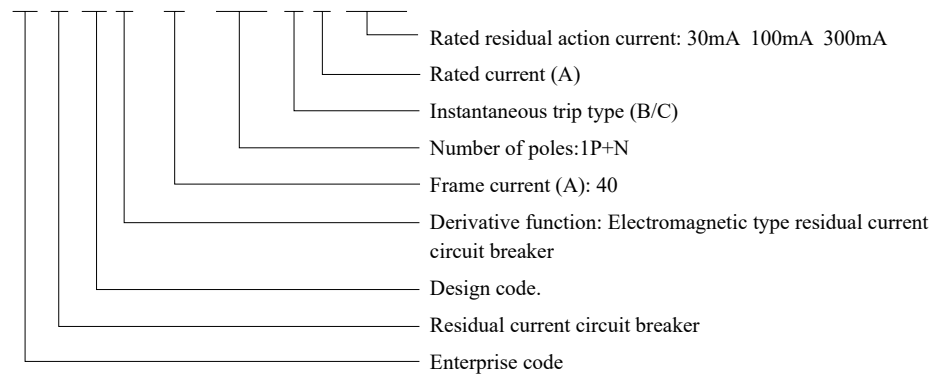 Rated residual action current: 30mA 100mA 300mA
Rated current (A)
Instantaneous trip type (B/C)
Number of poles:1P+N
Frame current (A): 40
Derivative function: Electromagnetic type residual current
circuit breaker
Design code.
Residual current circuit breaker
Enterprise code